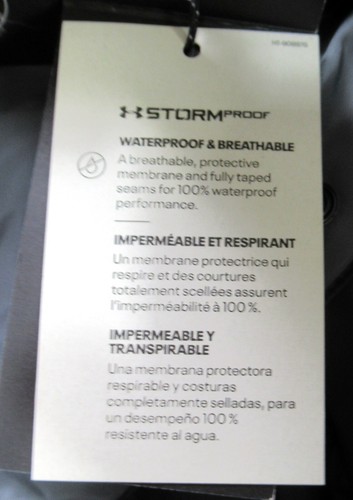 STORMPROOF
WATERPROOF & BREATHABLE
A breathable, protective
membrane and fully taped
seams for 100% waterproof
performance.
IMPERMÉABLE ET RESPIRANT
Un membrane protectrice qui
respire et des courtures
totalement scellées assurent
l'imperméabilité à 100 %.
IMPERMEABLE Y
TRANSPIRABLE
Una membrana protectora
respirable y costuras
completamente selladas, para
un desempeño 100 %
resistente al agua.